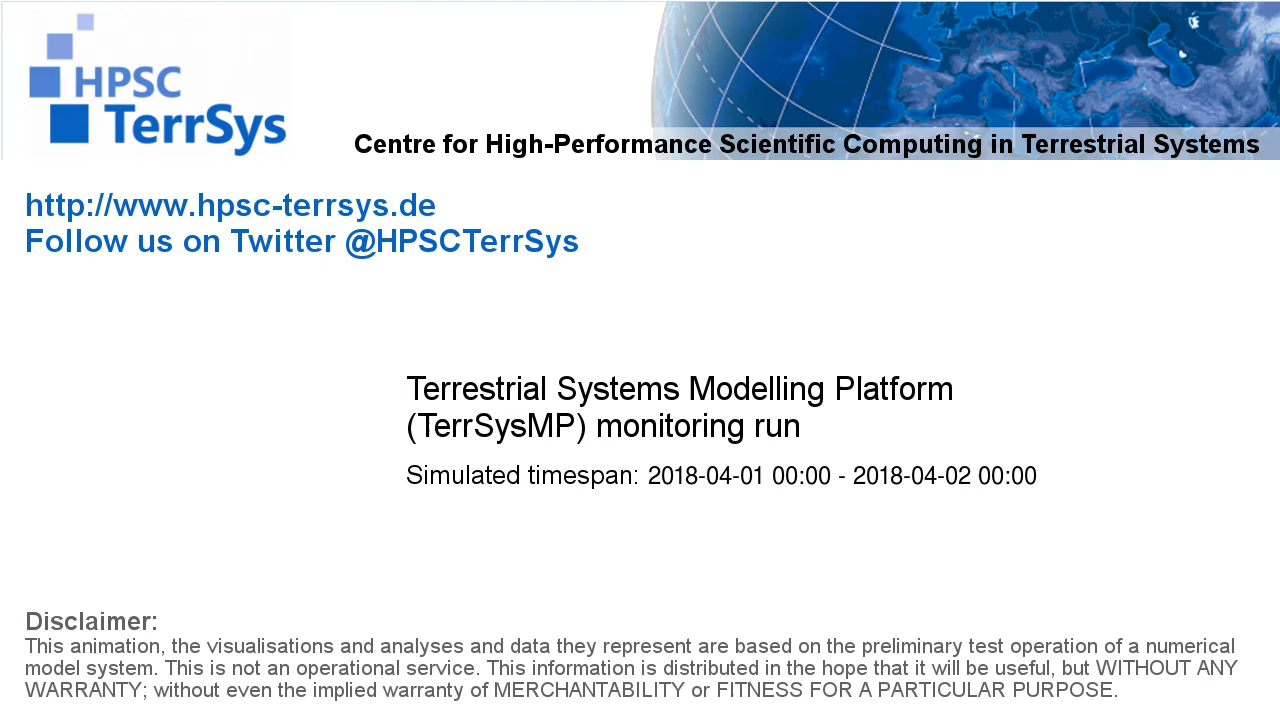 HPSC
TerrSys
Centre for High-Performance Scientific Computing in Terrestrial Systems
http://www.hpsc-terrsys.de
Follow us on Twitter @HPSCTerrSys
Terrestrial Systems Modelling Platform
(TerrSysMP) monitoring run
Simulated timespan: 2018-04-01 00:00 - 2018-04-02 00:00
Disclaimer:
This animation, the visualisations and analyses and data they represent are based on the preliminary test operation of a numerical
model system. This is not an operational service. This information is distributed in the hope that it will be useful, but WITHOUT ANY
WARRANTY; without even the implied warranty of MERCHANTABILITY or FITNESS FOR A PARTICULAR PURPOSE.